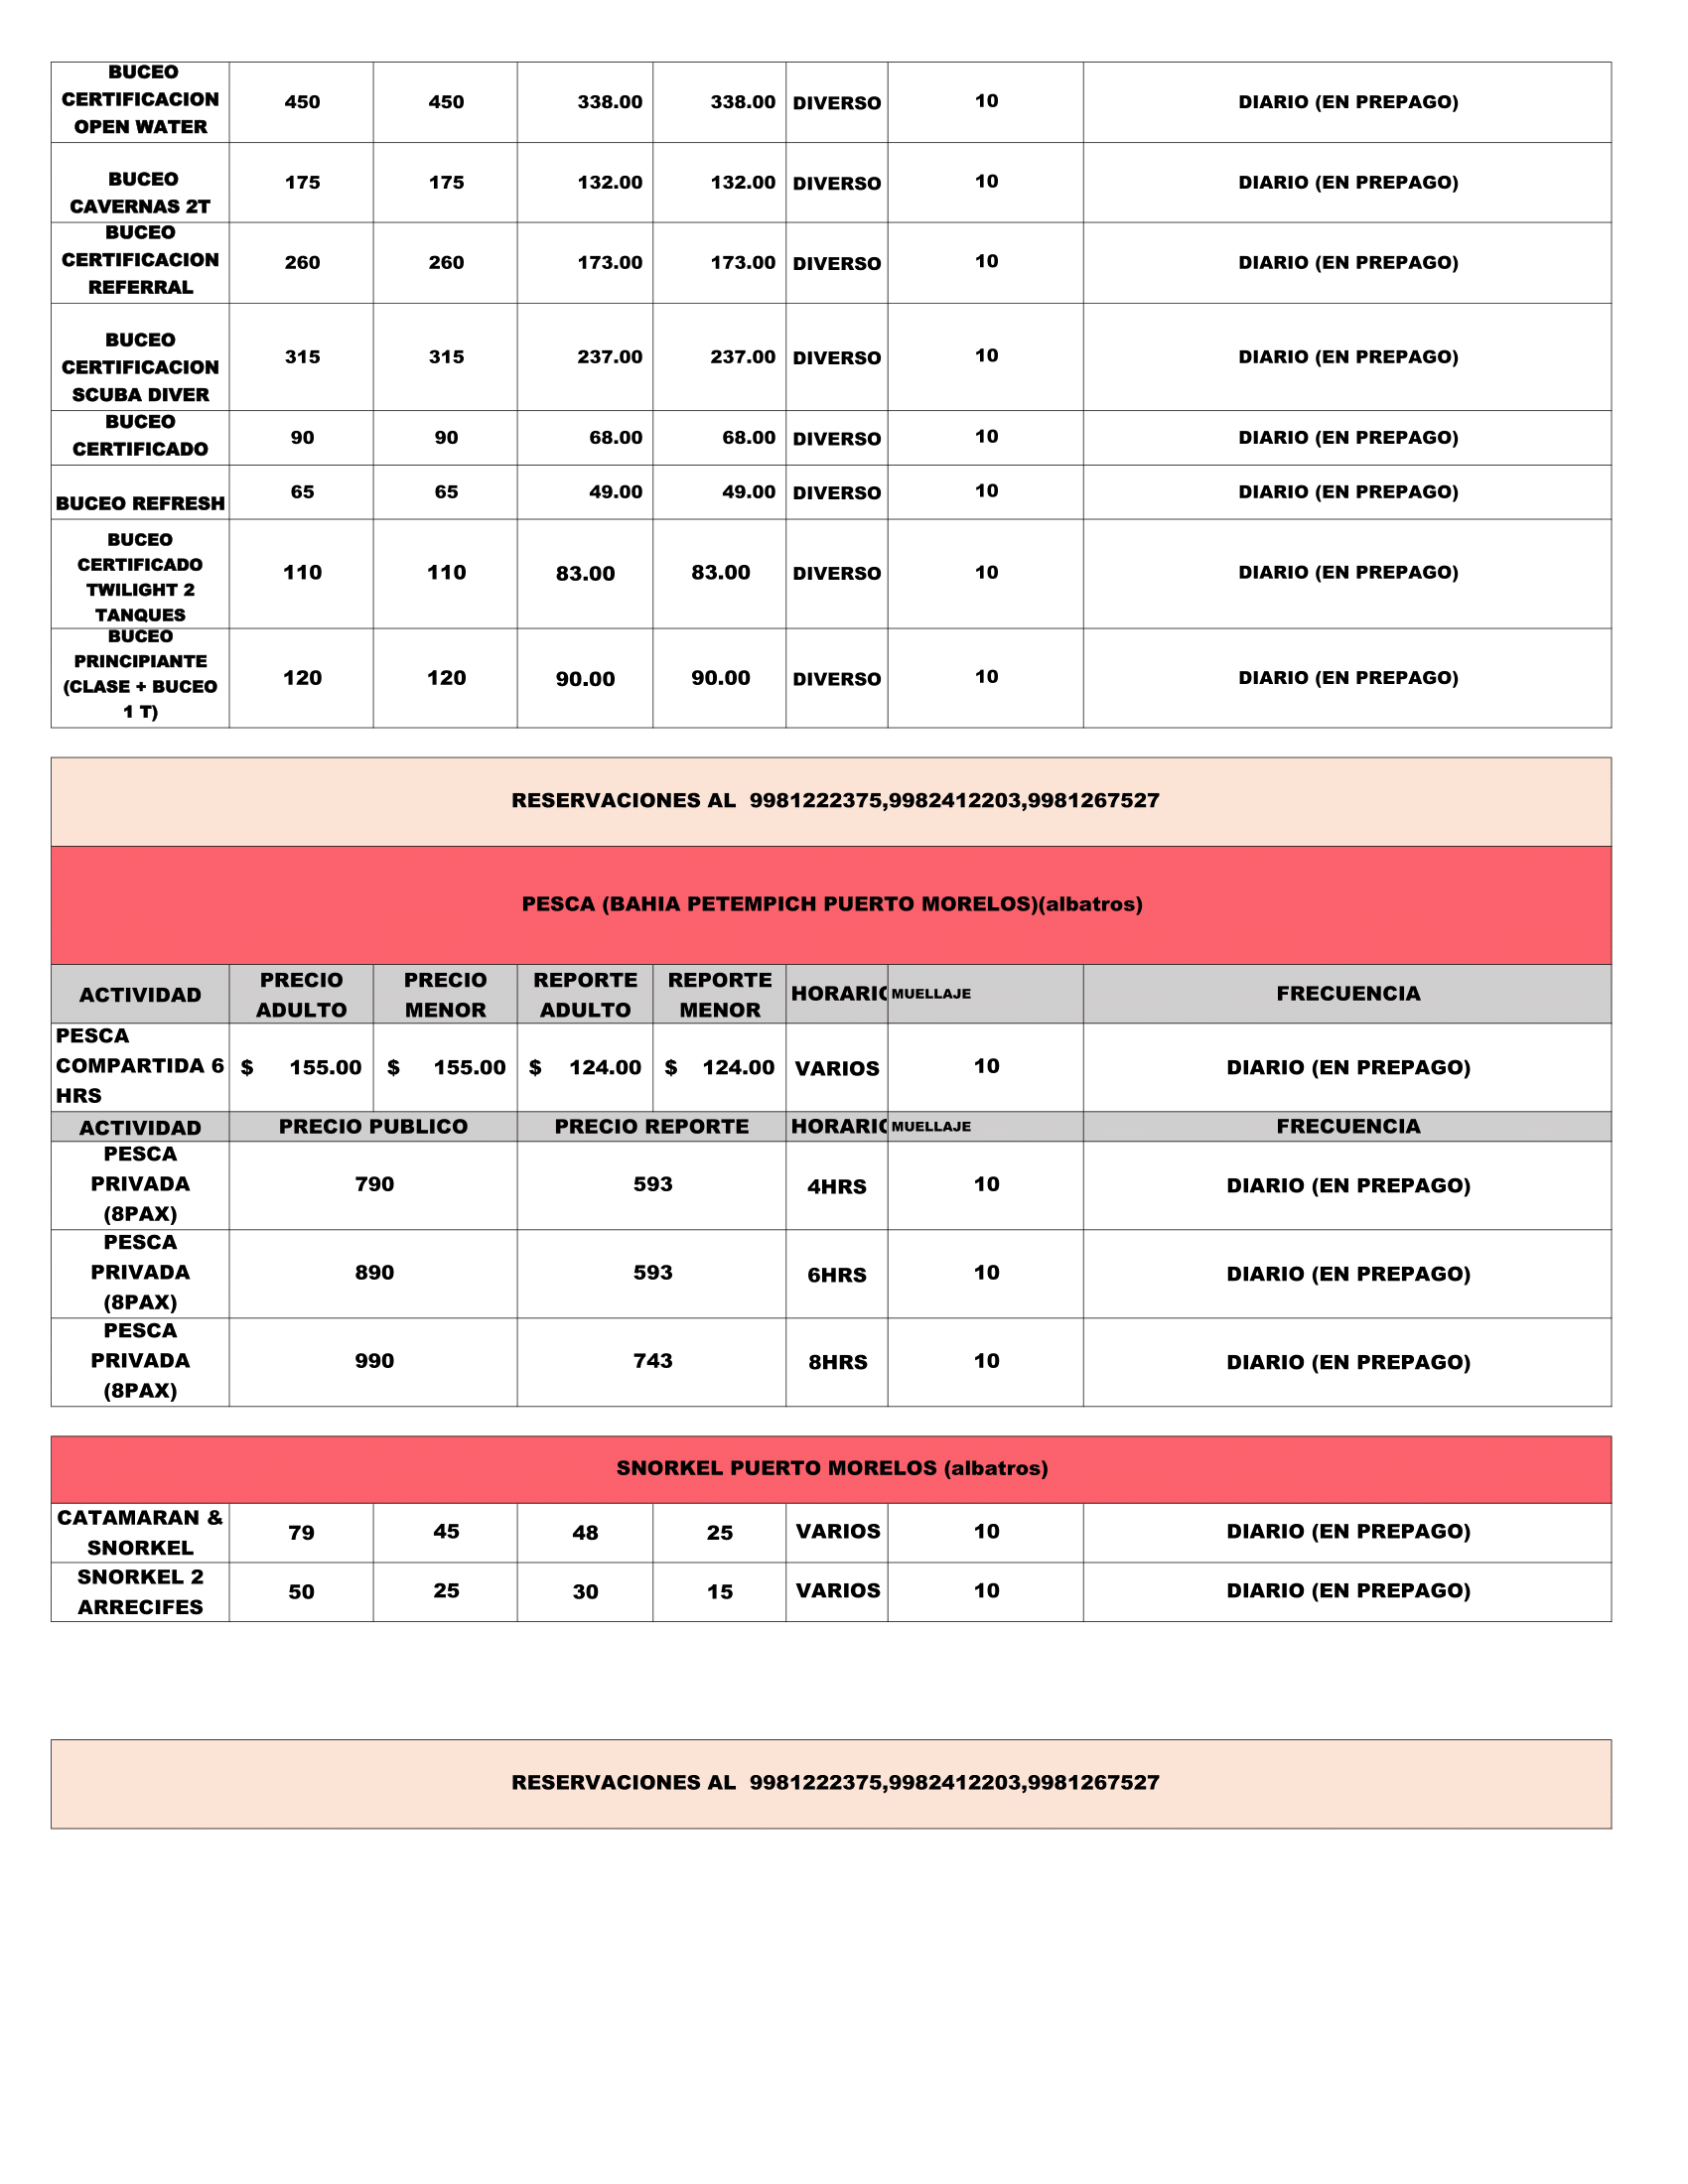 BUCEO
CERTIFICACION
OPEN WATER
450 450 338.00 338.00 DIVERSO 10 DIARIO (EN PREPAGO)
BUCEO
CAVERNAS 2T
175 175 132.00 132.00 DIVERSO 10 DIARIO (EN PREPAGO)
BUCEO
CERTIFICACION
REFERRAL
260 260 173.00 173.00 DIVERSO 10 DIARIO (EN PREPAGO)
BUCEO
CERTIFICACION
SCUBA DIVER
315 315 237.00 237.00 DIVERSO 10 DIARIO (EN PREPAGO)
BUCEO
CERTIFICADO
90 90 68.00 68.00 DIVERSO 10 DIARIO (EN PREPAGO)
BUCEO REFRESH
65 65 49.00 49.00 DIVERSO 10 DIARIO (EN PREPAGO)
BUCEO
CERTIFICADO
TWILIGHT 2
TANQUES
110 110 83.00 83.00 DIVERSO 10 DIARIO (EN PREPAGO)
BUCEO
PRINCIPIANTE
(CLASE + BUCEO
1 T)
120 120 90.00 90.00 DIVERSO 10 DIARIO (EN PREPAGO)
RESERVACIONES AL 9981222375,9982412203,9981267527
PESCA (BAHIA PETEMPICH PUERTO MORELOS)(albatros)
ACTIVIDAD
PRECIO
ADULTO
PRECIO
MENOR
REPORTE
ADULTO
REPORTE
MENOR
HORARIO
MUELLAJE
FRECUENCIA
PESCA
COMPARTIDA 6
HRS
$ 155.00 $ 155.00 $ 124.00 $ 124.00 VARIOS 10 DIARIO (EN PREPAGO)
ACTIVIDAD PRECIO PUBLICO PRECIO REPORTE HORARIO MUELLAJE FRECUENCIA
PESCA
PRIVADA
(8PAX)
790 593 4HRS 10 DIARIO (EN PREPAGO)
PESCA
PRIVADA
(8PAX)
890 593 6HRS 10 DIARIO (EN PREPAGO)
PESCA
PRIVADA
(8PAX)
990 743 8HRS 10 DIARIO (EN PREPAGO)
SNORKEL PUERTO MORELOS (albatros)
CATAMARAN &
SNORKEL
79 45 48 25 VARIOS 10 DIARIO (EN PREPAGO)
SNORKEL 2
ARRECIFES
50 25 30 15 VARIOS 10 DIARIO (EN PREPAGO)
RESERVACIONES AL 9981222375,9982412203,9981267527